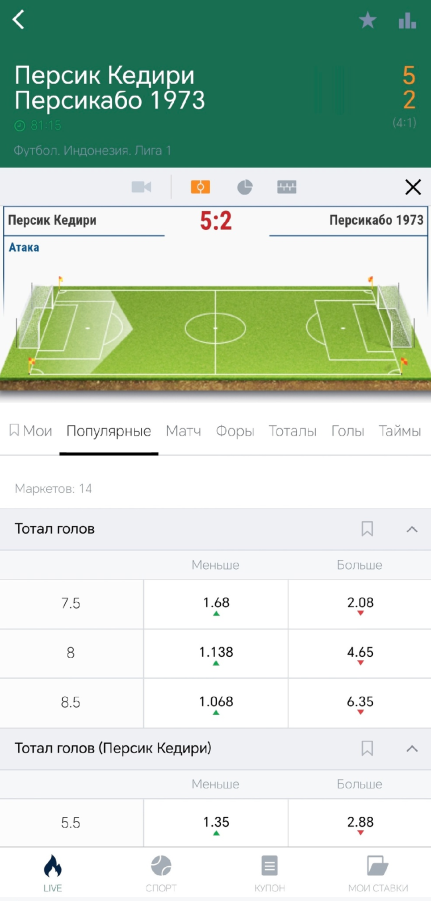 Персик Кедири 5
Персикабо 1973 2
81:15 (4:1)
Футбол. Индонезия. Лига 1
Персик Кедири 5:2 Персикабо 1973
Атака
Мои Популярные Матч Форы Тоталы Голы Таймы
Маркетов: 14
Тотал голов
Меньше Больше
7.5 1.68 2.08
8 1.138 4.65
8.5 1.068 6.35
Тотал голов (Персик Кедири)
Меньше Больше
5.5 1.35 2.88
LIVE СПОРТ КУПОН МОИ СТАВКИ